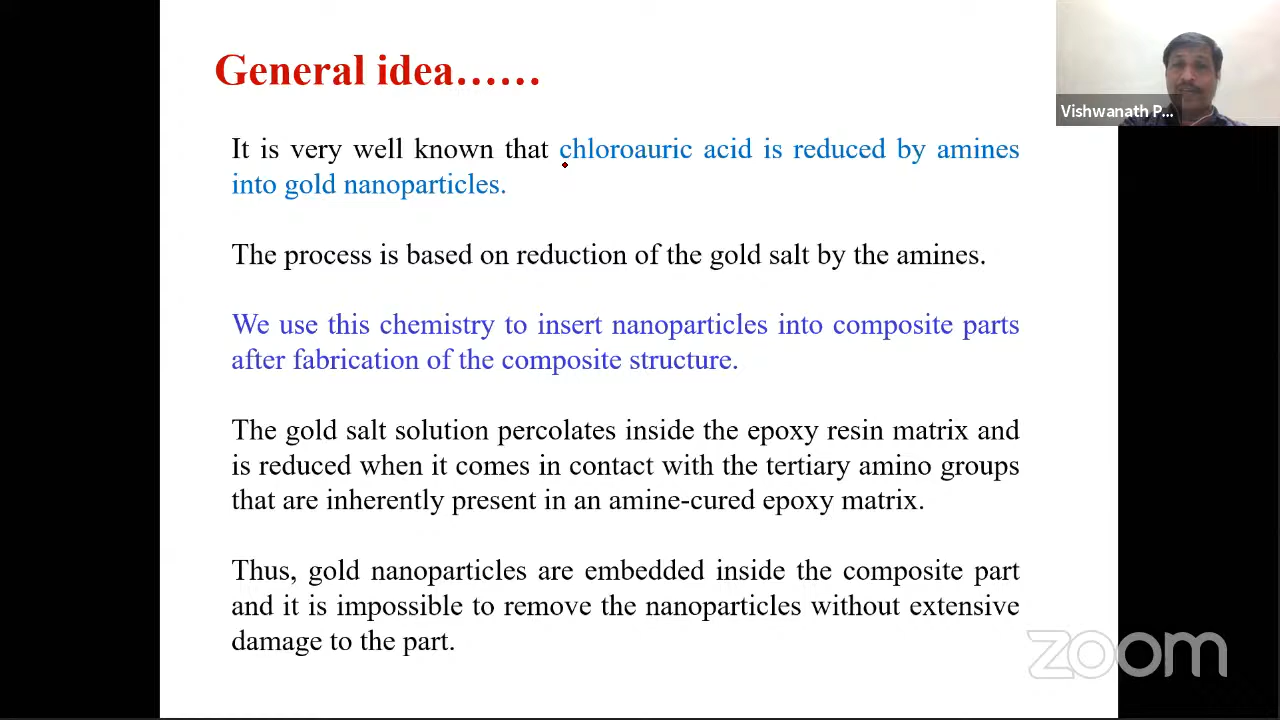 General idea……
Vishwanath P...
It is very well known that chloroauric acid is reduced by amines
into gold nanoparticles.
The process is based on reduction of the gold salt by the amines.
We use this chemistry to insert nanoparticles into composite parts
after fabrication of the composite structure.
The gold salt solution percolates inside the epoxy resin matrix and
is reduced when it comes in contact with the tertiary amino groups
that are inherently present in an amine-cured epoxy matrix.
Thus, gold nanoparticles are embedded inside the composite part
and it is impossible to remove the nanoparticles without extensive
damage to the part.
zoom